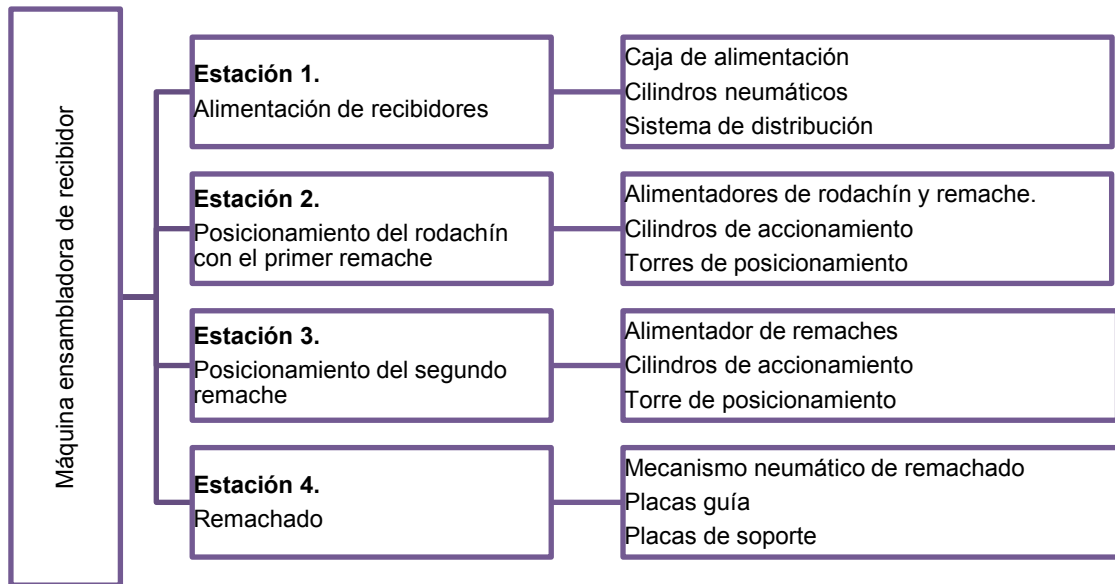 Máquina ensambladora de recibidor
Estación 1.
Alimentación de recibidores
Caja de alimentación
Cilindros neumáticos
Sistema de distribución
Estación 2.
Posicionamiento del rodachín
con el primer remache
Alimentadores de rodachín y remache.
Cilindros de accionamiento
Torres de posicionamiento
Estación 3.
Posicionamiento del segundo
remache
Alimentador de remaches
Cilindros de accionamiento
Torre de posicionamiento
Estación 4.
Remachado
Mecanismo neumático de remachado
Placas guía
Placas de soporte